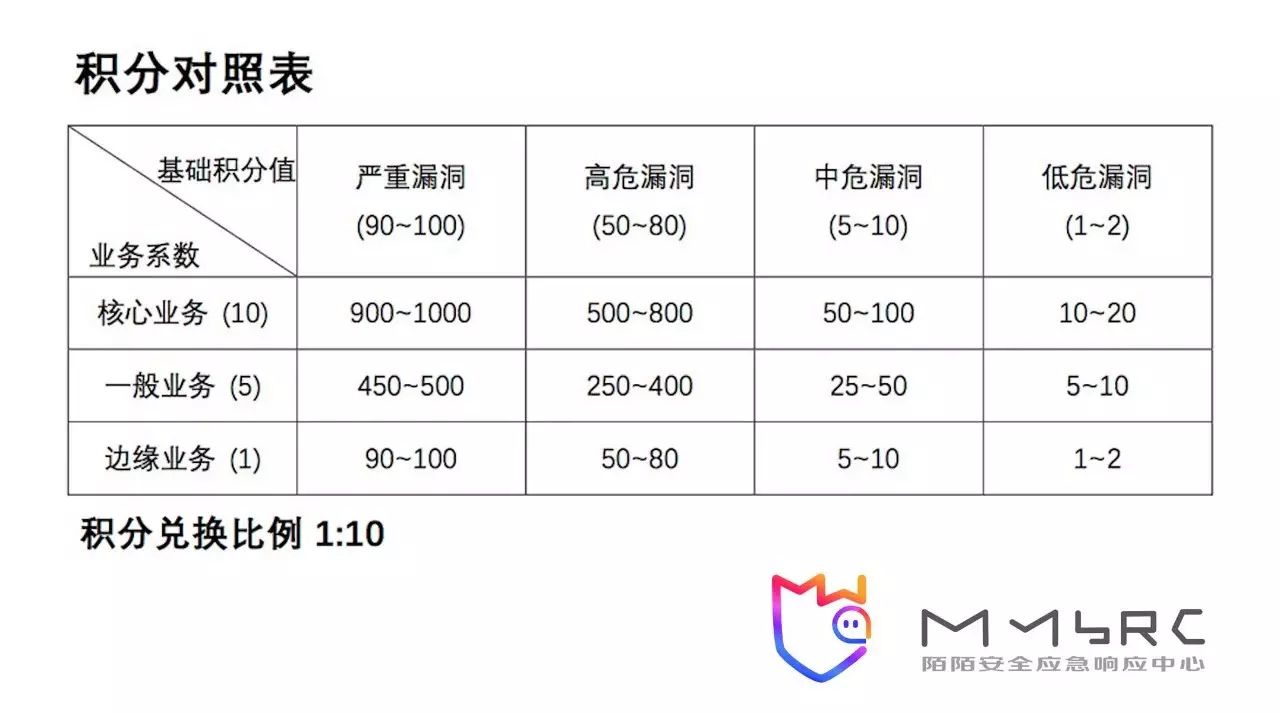 积分对照表
基础积分值
业务系数
严重漏洞
(90~100)
高危漏洞
(50~80)
中危漏洞
(5~10)
低危漏洞
(1~2)
核心业务 (10) 900~1000 500~800 50~100 10~20
一般业务 (5) 450~500 250~400 25~50 5~10
边缘业务 (1) 90~100 50~80 5~10 1~2
积分兑换比例 1:10
MMSRC
陌陌安全应急响应中心